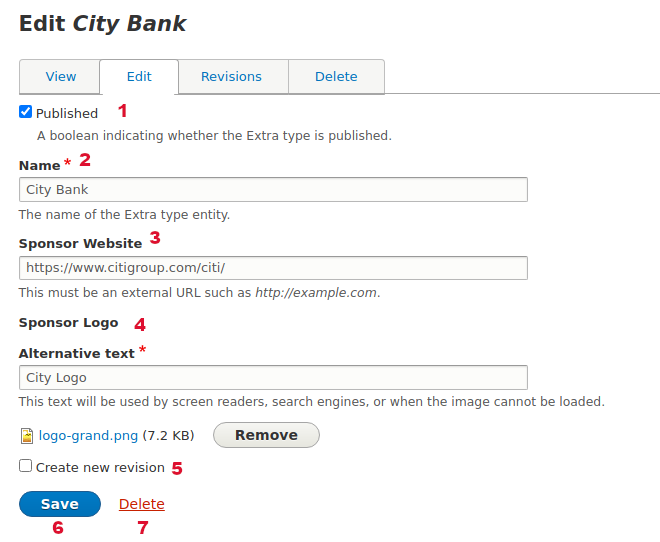 Edit City Bank
View Edit Revisions Delete
Published 1
A boolean indicating whether the Extra type is published.
Name * 2
City Bank
The name of the Extra type entity.
Sponsor Website 3
https://www.citigroup.com/citi/
This must be an external URL such as http://example.com.
Sponsor Logo 4
Alternative text *
City Logo
This text will be used by screen readers, search engines, or when the image cannot be loaded.
logo-grand.png (7.2 KB) Remove
Create new revision 5
Save Delete
6 7